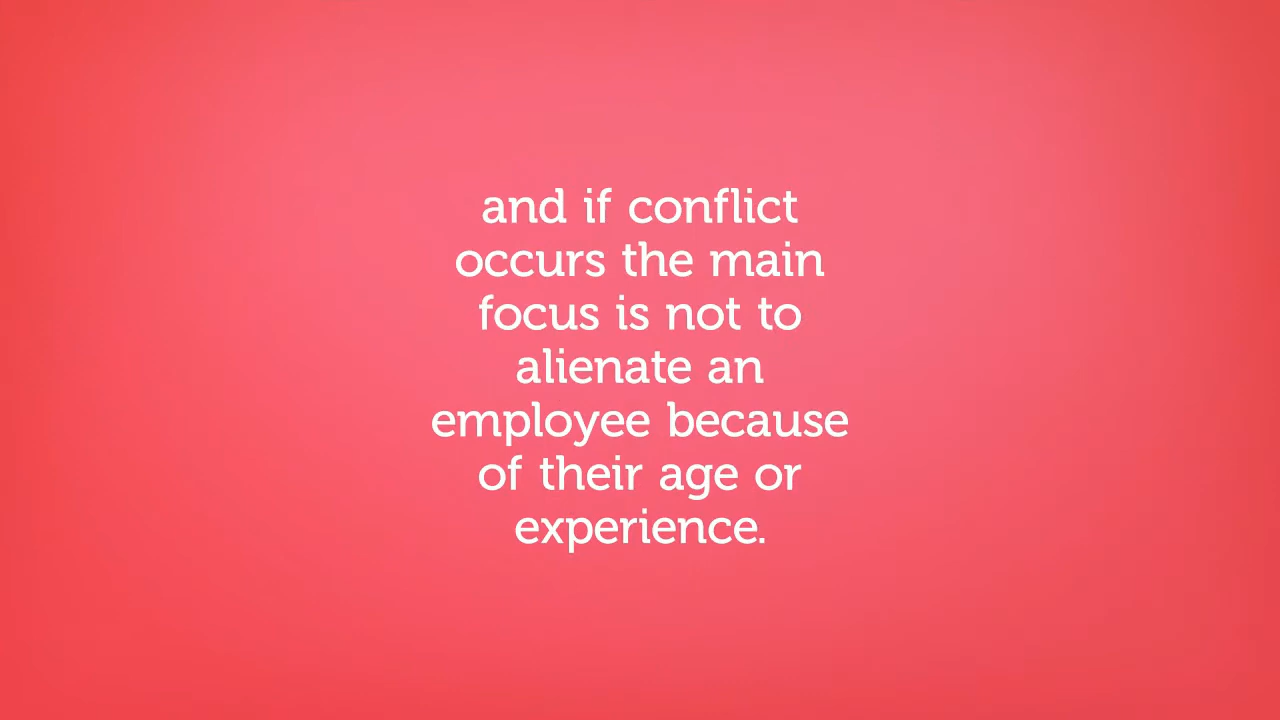 and if conflict
occurs the main
focus is not to
alienate an
employee because
of their age or
experience.